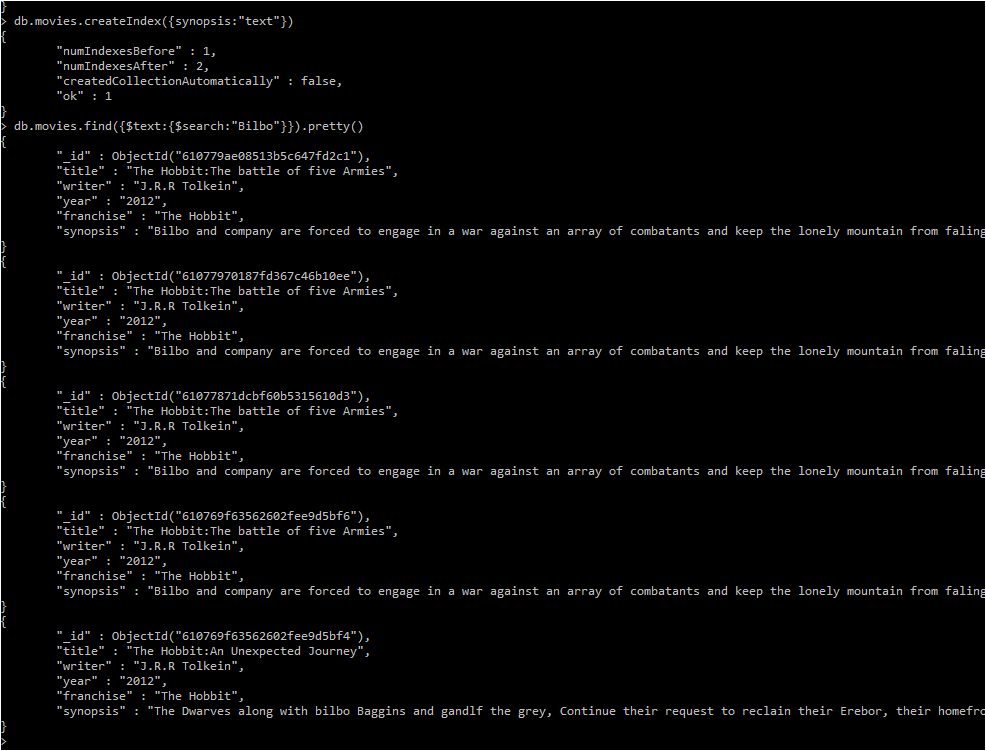 }
> db.movies.createIndex({synopsis:"text"})
{
"numIndexesBefore" : 1,
"numIndexesAfter" : 2,
"createdCollectionAutomatically" : false,
"ok" : 1
}
> db.movies.find({$text:{$search:"Bilbo"}}).pretty()
{
"_id" : ObjectId("610779ae08513b5c647fd2c1"),
"title" : "The Hobbit:The battle of five Armies",
"writer" : "J.R.R Tolkein",
"year" : "2012",
"franchise" : "The Hobbit",
"synopsis" : "Bilbo and company are forced to engage in a war against an array of combatants and keep the lonely mountain from faling
}
{
"_id" : ObjectId("61077970187fd367c46b10ee"),
"title" : "The Hobbit:The battle of five Armies",
"writer" : "J.R.R Tolkein",
"year" : "2012",
"franchise" : "The Hobbit",
"synopsis" : "Bilbo and company are forced to engage in a war against an array of combatants and keep the lonely mountain from faling
}
{
"_id" : ObjectId("61077871dcbf60b5315610d3"),
"title" : "The Hobbit:The battle of five Armies",
"writer" : "J.R.R Tolkein",
"year" : "2012",
"franchise" : "The Hobbit",
"synopsis" : "Bilbo and company are forced to engage in a war against an array of combatants and keep the lonely mountain from faling
}
{
"_id" : ObjectId("610769f63562602fee9d5bf6"),
"title" : "The Hobbit:The battle of five Armies",
"writer" : "J.R.R Tolkein",
"year" : "2012",
"franchise" : "The Hobbit",
"synopsis" : "Bilbo and company are forced to engage in a war against an array of combatants and keep the lonely mountain from faling
}
{
"_id" : ObjectId("610769f63562602fee9d5bf4"),
"title" : "The Hobbit:An Unexpected Journey",
"writer" : "J.R.R Tolkein",
"year" : "2012",
"franchise" : "The Hobbit",
"synopsis" : "The Dwarves along with bilbo Baggins and gandlf the grey, Continue their request to reclaim their Erebor, their homefro
}
>